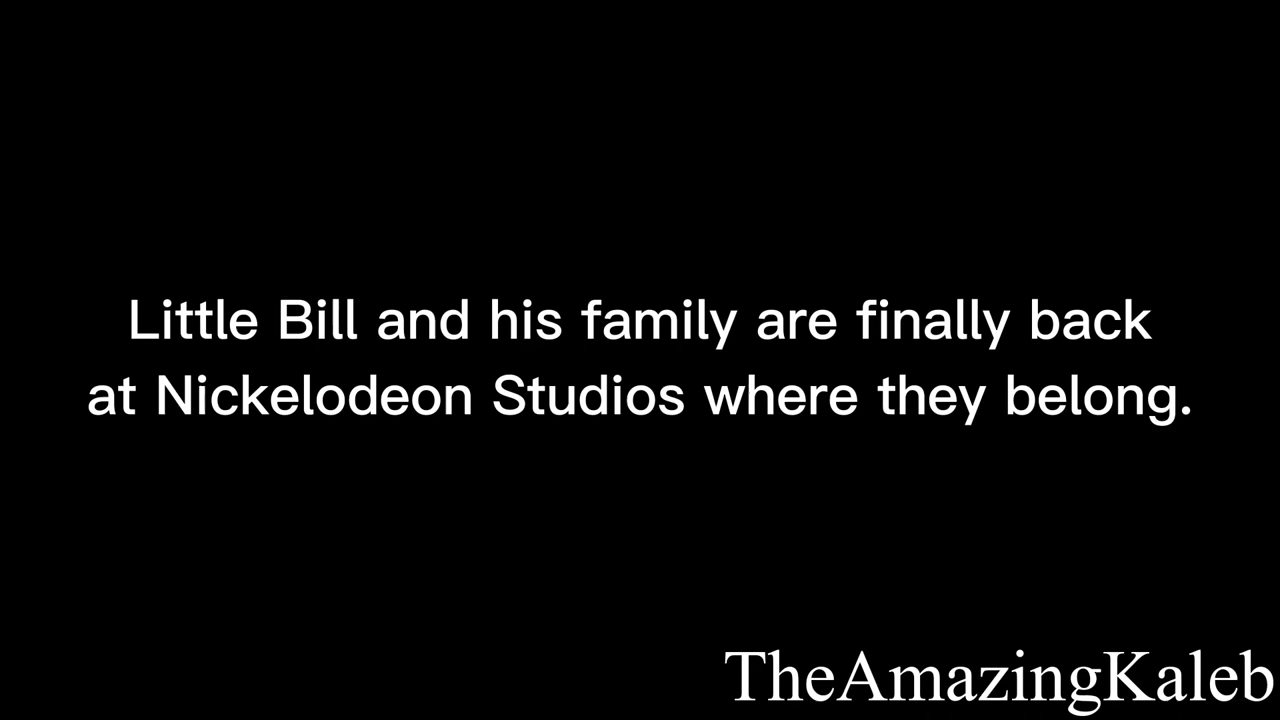 Little Bill and his family are finally back
at Nickelodeon Studios where they belong.
TheAmazingKaleb